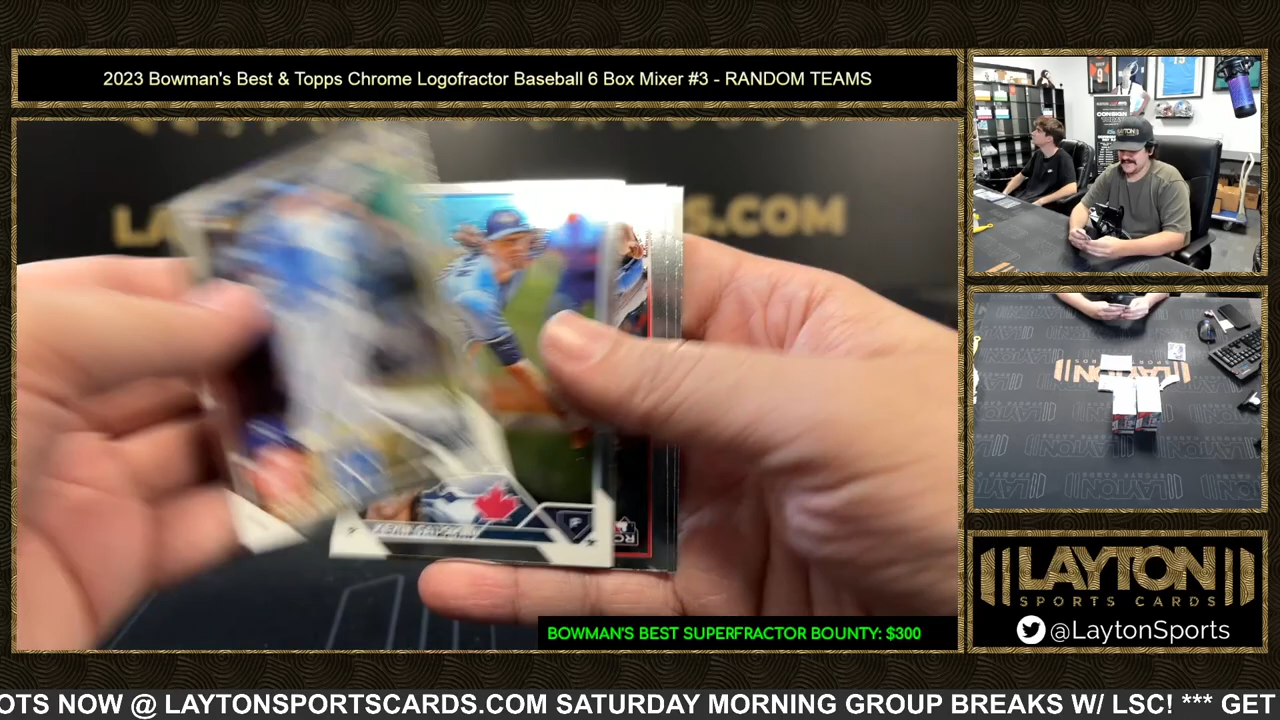 2023 Bowman's Best & Topps Chrome Logofractor Baseball 6 Box Mixer #3 - RANDOM TEAMS
CONSIGN
LAYTON
SPORTS CARDS
@LaytonSports
BOWMAN'S BEST SUPERFRACTOR BOUNTY: $300
OTS NOW @ LAYTONSPORTSCARDS.COM SATURDAY MORNING GROUP BREAKS W/ LSC! *** GET